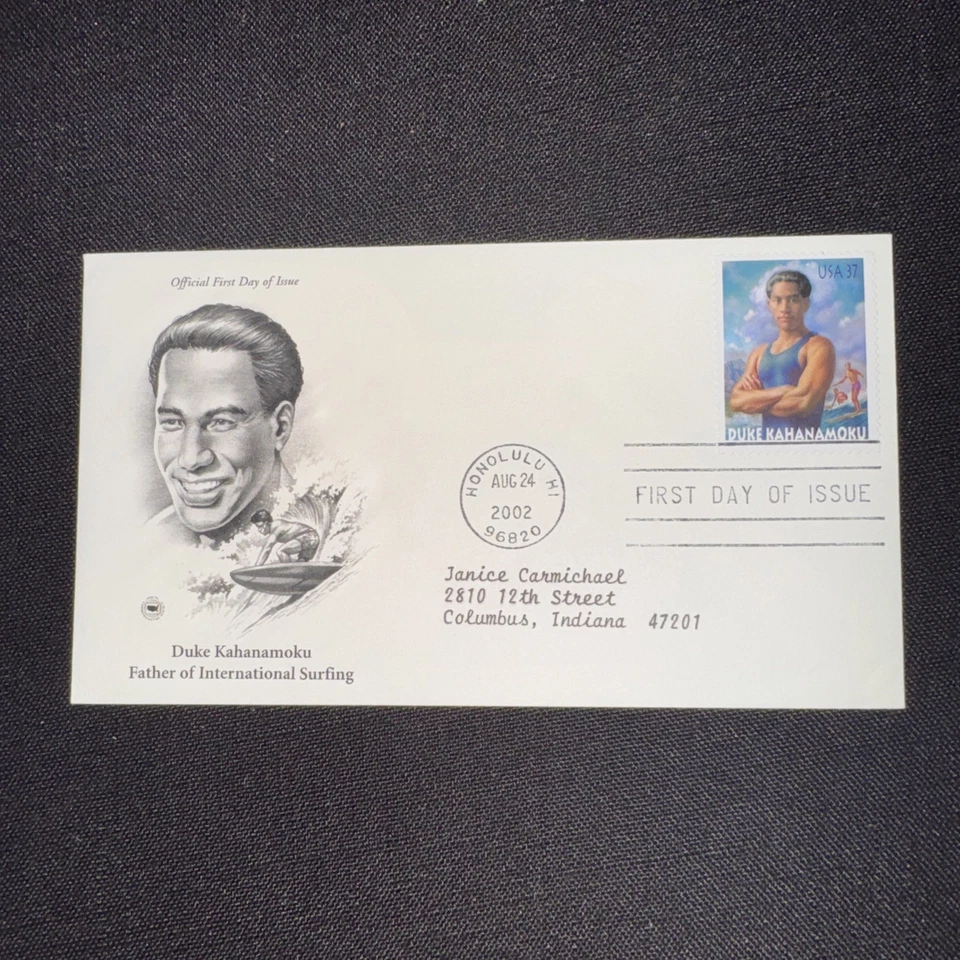 Official First Day of Issue
USA 37
DUKE KAHANAMOKU
HONOLULU HI
AUG 24
2002
96820
FIRST DAY OF ISSUE
Janice Carmichael
2810 12th Street
Columbus, Indiana 47201
Duke Kahanamoku
Father of International Surfing